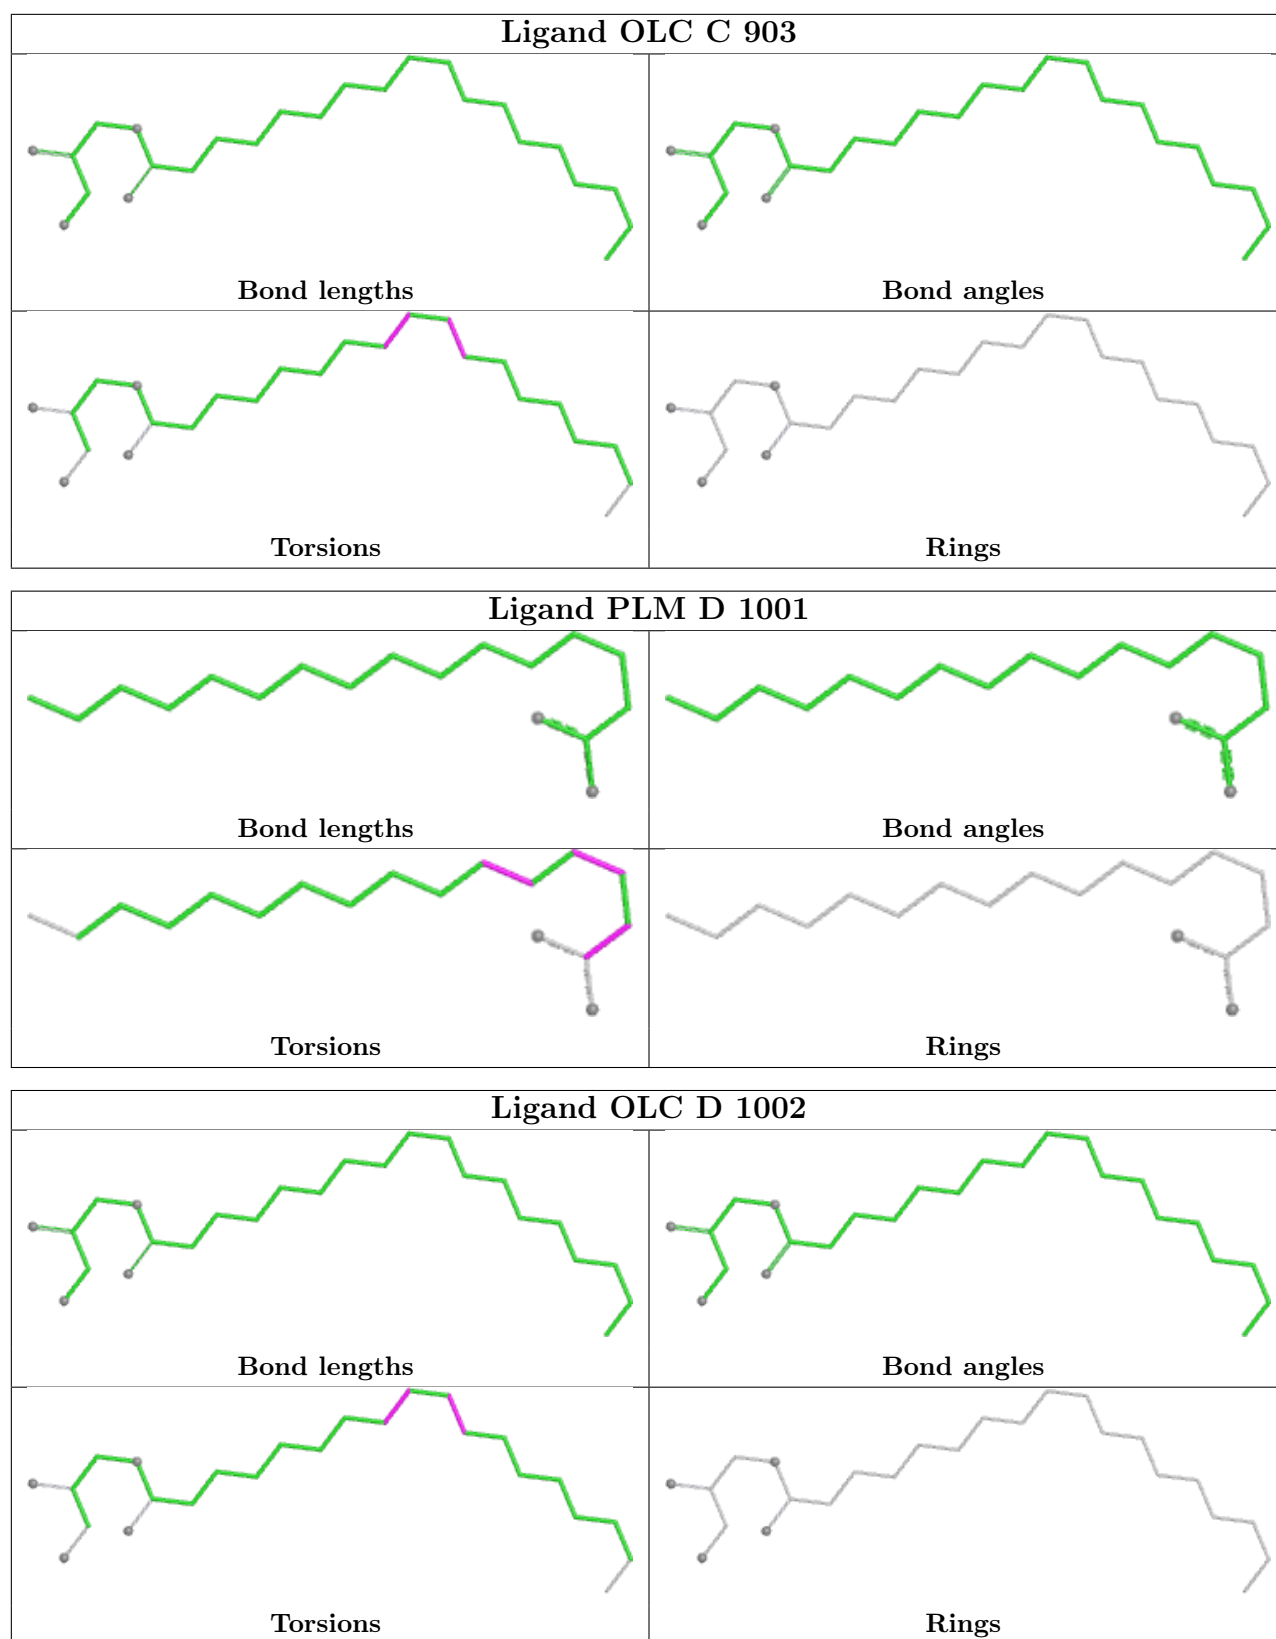 Ligand OLC C 903
Bond lengths
Bond angles
Torsions
Rings
Ligand PLM D 1001
Bond lengths
Bond angles
Torsions
Rings
Ligand OLC D 1002
Bond lengths
Bond angles
Torsions
Rings